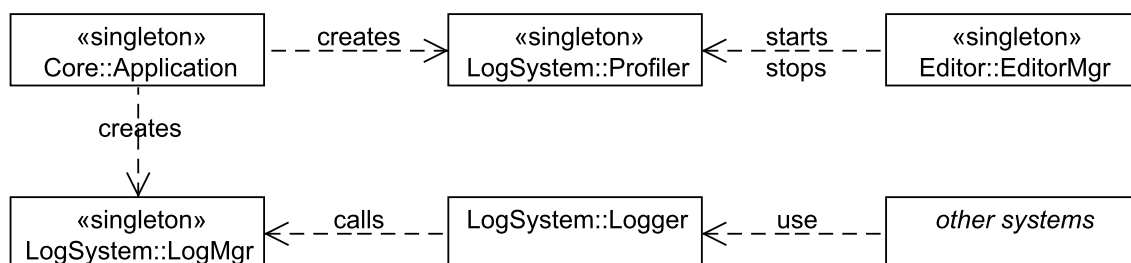 «singleton»
Core::Application
creates
«singleton»
LogSystem::Profiler
starts
stops
«singleton»
Editor::EditorMgr
creates
«singleton»
LogSystem::LogMgr
calls
LogSystem::Logger
use
other systems